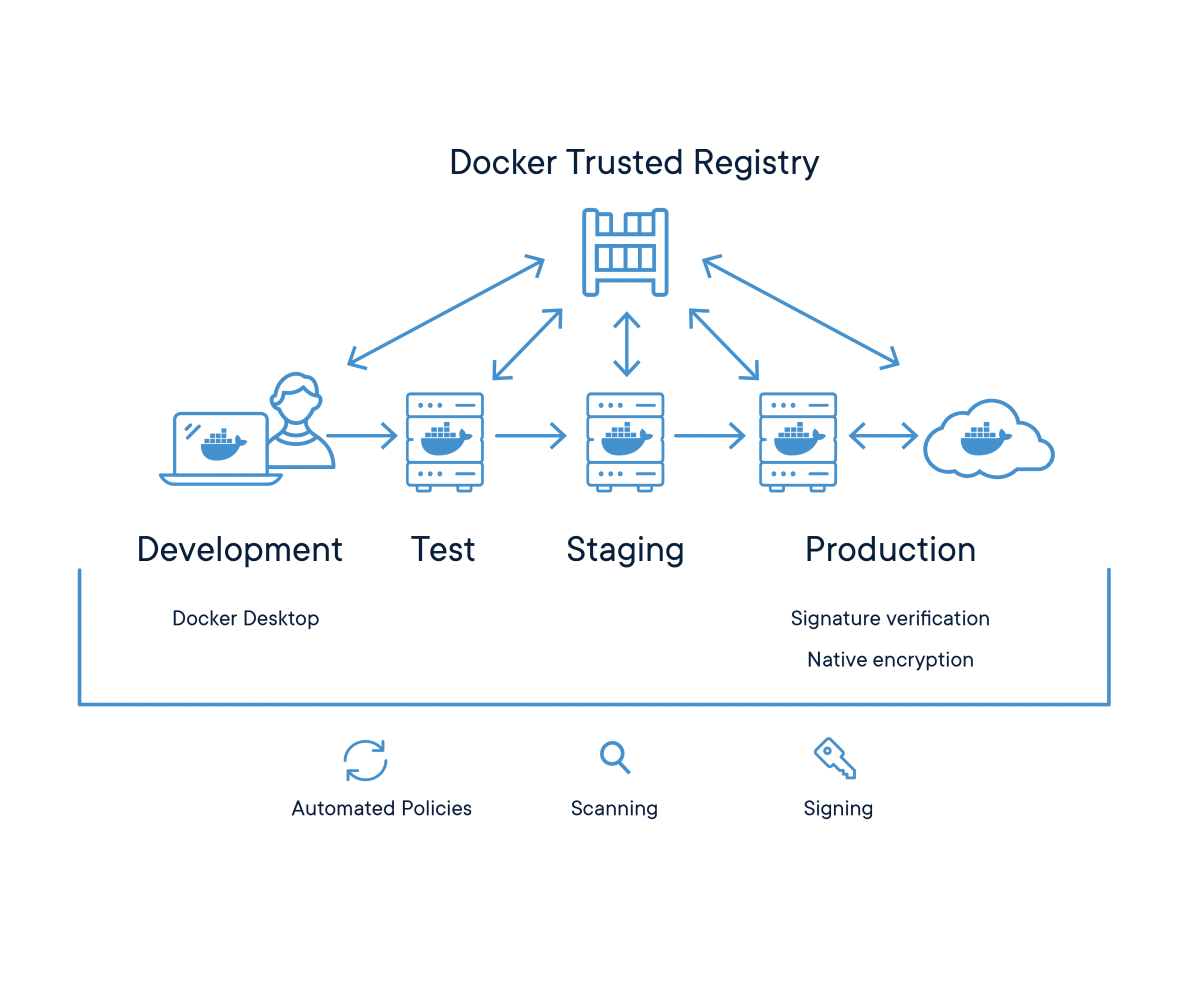 Docker Trusted Registry
Development
Test
Staging
Production
Docker Desktop
Signature verification
Native encryption
Automated Policies
Scanning
Signing